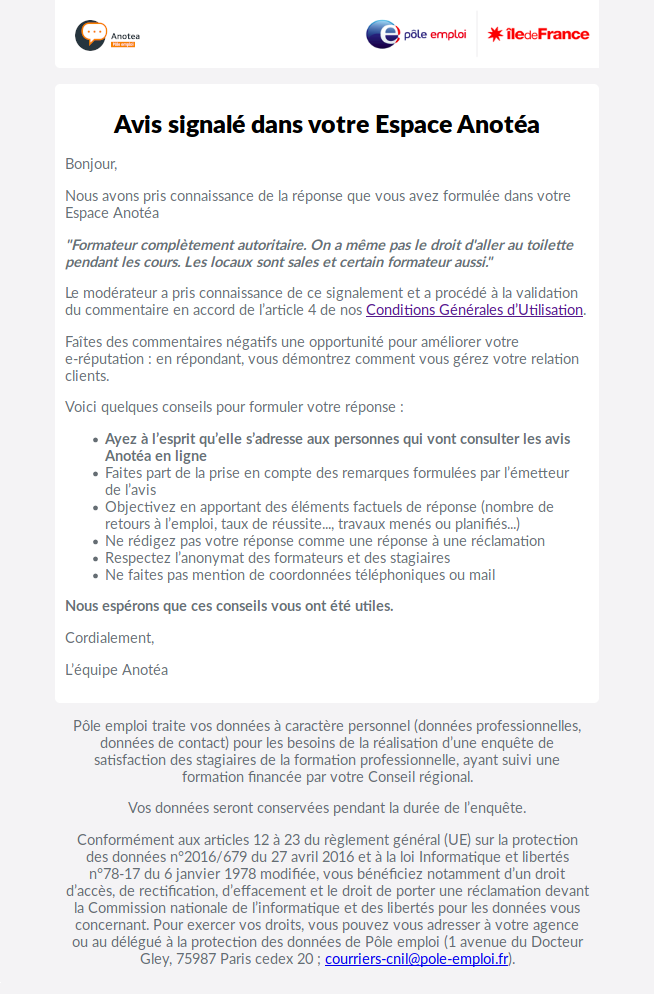 Anotea
Pôle emploi
pôle emploi
îledeFrance
Avis signalé dans votre Espace Anotéa
Bonjour,
Nous avons pris connaissance de la réponse que vous avez formulée dans votre
Espace Anotéa
"Formateur complètement autoritaire. On a même pas le droit d'aller au toilette
pendant les cours. Les locaux sont sales et certain formateur aussi."
Le modérateur a pris connaissance de ce signalement et a procédé à la validation
du commentaire en accord de l’article 4 de nos Conditions Générales d’Utilisation.
Faîtes des commentaires négatifs une opportunité pour améliorer votre
e-réputation : en répondant, vous démontrez comment vous gérez votre relation
clients.
Voici quelques conseils pour formuler votre réponse :
• Ayez à l’esprit qu’elle s’adresse aux personnes qui vont consulter les avis
Anotéa en ligne
• Faites part de la prise en compte des remarques formulées par l’émetteur
de l’avis
• Objectivez en apportant des éléments factuels de réponse (nombre de
retours à l’emploi, taux de réussite..., travaux menés ou planifiés...)
• Ne rédigez pas votre réponse comme une réponse à une réclamation
• Respectez l’anonymat des formateurs et des stagiaires
• Ne faites pas mention de coordonnées téléphoniques ou mail
Nous espérons que ces conseils vous ont été utiles.
Cordialement,
L’équipe Anotéa
Pôle emploi traite vos données à caractère personnel (données professionnelles,
données de contact) pour les besoins de la réalisation d’une enquête de
satisfaction des stagiaires de la formation professionnelle, ayant suivi une
formation financée par votre Conseil régional.
Vos données seront conservées pendant la durée de l’enquête.
Conformément aux articles 12 à 23 du règlement général (UE) sur la protection
des données n°2016/679 du 27 avril 2016 et à la loi Informatique et libertés
n°78-17 du 6 janvier 1978 modifiée, vous bénéficiez notamment d’un droit
d’accès, de rectification, d’effacement et le droit de porter une réclamation devant
la Commission nationale de l’informatique et des libertés pour les données vous
concernant. Pour exercer vos droits, vous pouvez vous adresser à votre agence
ou au délégué à la protection des données de Pôle emploi (1 avenue du Docteur
Gley, 75987 Paris cedex 20 ; courriers-cnil@pole-emploi.fr).